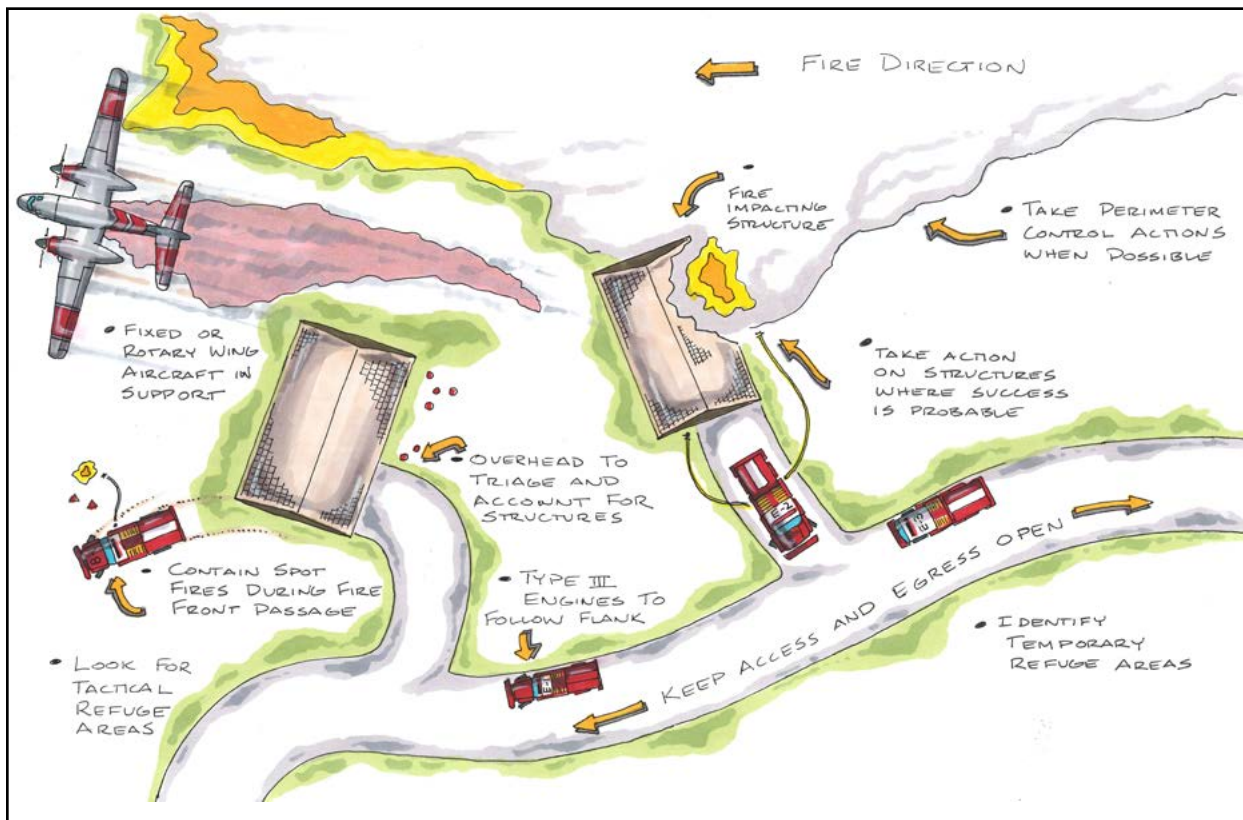 FIRE DIRECTION
FIRE
IMPACTING
STRUCTURE
TAKE PERIMETER
CONTROL ACTIONS
WHEN POSSIBLE
FIXED OR
ROTARY WING
AIRCRAFT IN
SUPPORT
TAKE ACTION
ON STRUCTURES
WHERE SUCCESS
IS PROBABLE
OVERHEAD TO
TRIAGE AND
ACCOUNT FOR
STRUCTURES
E-2
CONTAIN SPOT
FIRES DURING FIRE
FRONT PASSAGE
TYPE III
ENGINES TO
FOLLOW FLANK
KEEP ACCESS AND EGRESS OPEN
IDENTIFY
TEMPORARY
REFUGE AREAS
LOOK FOR
TACTICAL
REFUGE
AREAS